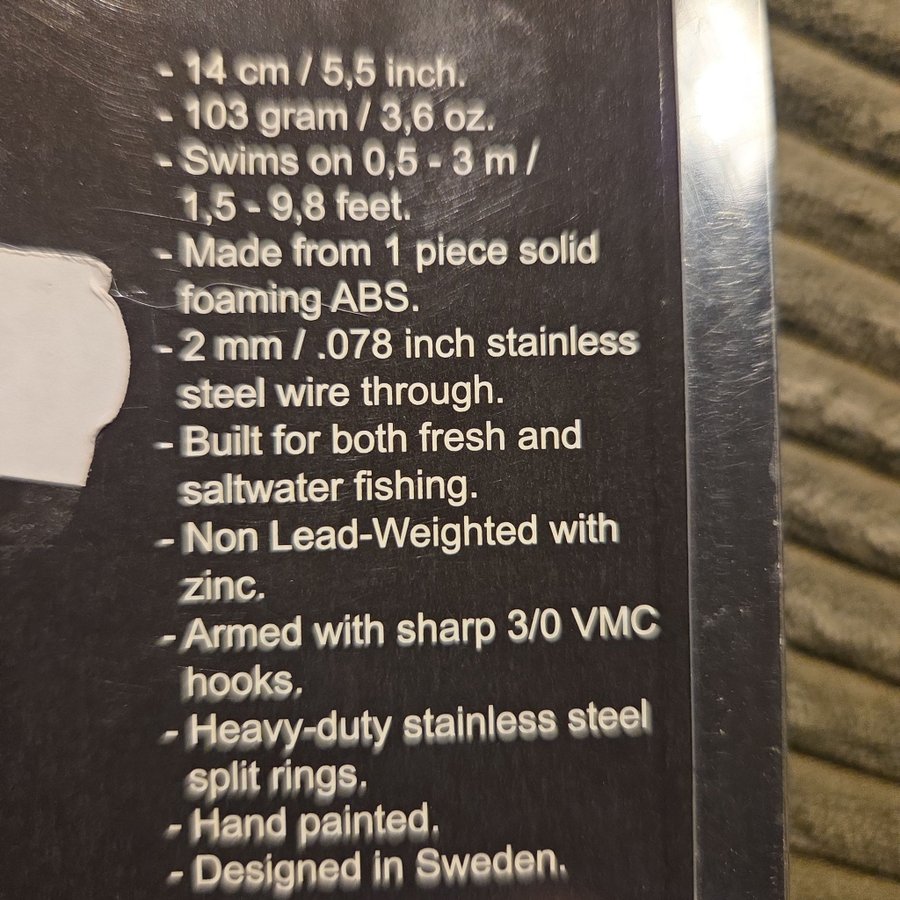 - 14 cm / 5,5 inch.
- 103 gram / 3,6 oz.
- Swims on 0,5 - 3 m /
1,5 - 9,8 feet.
- Made from 1 piece solid
foaming ABS.
- 2 mm / .078 inch stainless
steel wire through.
- Built for both fresh and
saltwater fishing.
- Non Lead-Weighted with
zinc.
- Armed with sharp 3/0 VMC
hooks.
- Heavy-duty stainless steel
split rings.
- Hand painted.
- Designed in Sweden.